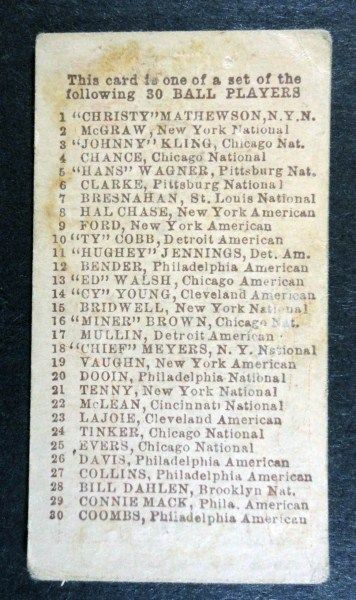 This card is one of a set of the
following 30 BALL PLAYERS
1 "CHRISTY" MATHEWSON, N.Y.N.
2 McGRAW, New York National
3 "JOHNNY" KLING, Chicago Nat.
4 CHANCE, Chicago National
5 "HANS" WAGNER, Pittsburg Nat.
6 CLARKE, Pittsburg National
7 BRESNAHAN, St. Louis National
8 HAL CHASE, New York American
9 FORD, New York American
10 "TY" COBB, Detroit American
11 "HUGHEY" JENNINGS, Det. Am.
12 BENDER, Philadelphia American
13 "ED" WALSH, Chicago American
14 "CY" YOUNG, Cleveland American
15 BRIDWELL, New York National
16 "MINER" BROWN, Chicago Nat.
17 MULLIN, Detroit American
18 "CHIEF" MEYERS, N. Y. National
19 VAUGHN, New York American
20 DOOIN, Philadelphia National
21 TENNY, New York National
22 McLEAN, Cincinnati National
23 LAJOIE, Cleveland American
24 TINKER, Chicago National
25 EVERS, Chicago National
26 DAVIS, Philadelphia American
27 COLLINS, Philadelphia American
28 BILL DAHLEN, Brooklyn Nat.
29 CONNIE MACK, Phila. American
30 COOMBS, Philadelphia American